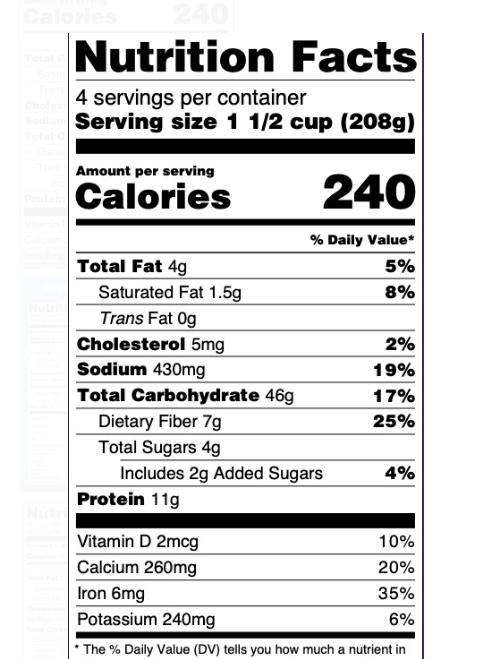 Calories 240
Nutrition Facts
4 servings per container
Serving size 1 1/2 cup (208g)
Amount per serving
Calories 240
% Daily Value*
Total Fat 4g 5%
Saturated Fat 1.5g 8%
Trans Fat 0g
Cholesterol 5mg 2%
Sodium 430mg 19%
Total Carbohydrate 46g 17%
Dietary Fiber 7g 25%
Total Sugars 4g
Includes 2g Added Sugars 4%
Protein 11g
Vitamin D 2mcg 10%
Calcium 260mg 20%
Iron 6mg 35%
Potassium 240mg 6%
* The % Daily Value (DV) tells you how much a nutrient in